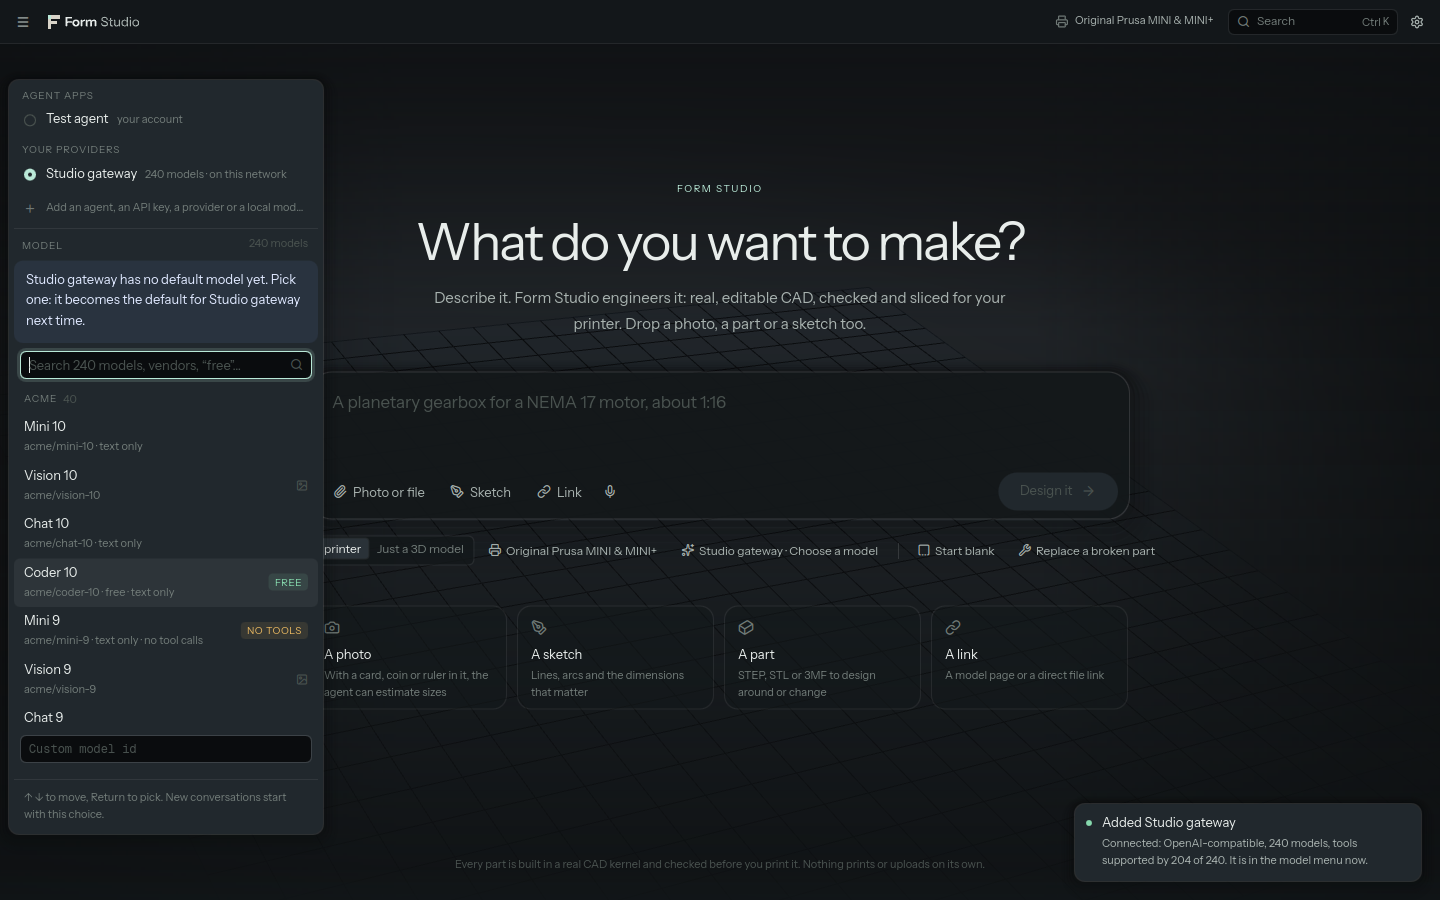 Form Studio
Original Prusa MINI & MINI+
Search
Ctrl K
AGENT APPS
Test agent your account
YOUR PROVIDERS
Studio gateway 240 models · on this network
Add an agent, an API key, a provider or a local mod…
MODEL 240 models
Studio gateway has no default model yet. Pick
one: it becomes the default for Studio gateway
next time.
Search 240 models, vendors, “free”…
ACME 40
Mini 10
acme/mini-10 · text only
Vision 10
acme/vision-10
Chat 10
acme/chat-10 · text only
Coder 10
acme/coder-10 · free · text only
FREE
Mini 9
acme/mini-9 · text only · no tool calls
NO TOOLS
Vision 9
acme/vision-9
Chat 9
Custom model id
↑ ↓ to move, Return to pick. New conversations start
with this choice.
FORM STUDIO
What do you want to make?
Describe it. Form Studio engineers it: real, editable CAD, checked and sliced for your
printer. Drop a photo, a part or a sketch too.
A planetary gearbox for a NEMA 17 motor, about 1:16
Photo or file
Sketch
Link
Design it
printer
Just a 3D model
Original Prusa MINI & MINI+
Studio gateway · Choose a model
Start blank
Replace a broken part
A photo
With a card, coin or ruler in it, the
agent can estimate sizes
A sketch
Lines, arcs and the dimensions
that matter
A part
STEP, STL or 3MF to design
around or change
A link
A model page or a direct file link
Every part is built in a real CAD kernel and checked before you print it. Nothing prints or uploads on its own.
Added Studio gateway
Connected: OpenAI-compatible, 240 models, tools
supported by 204 of 240. It is in the model menu now.